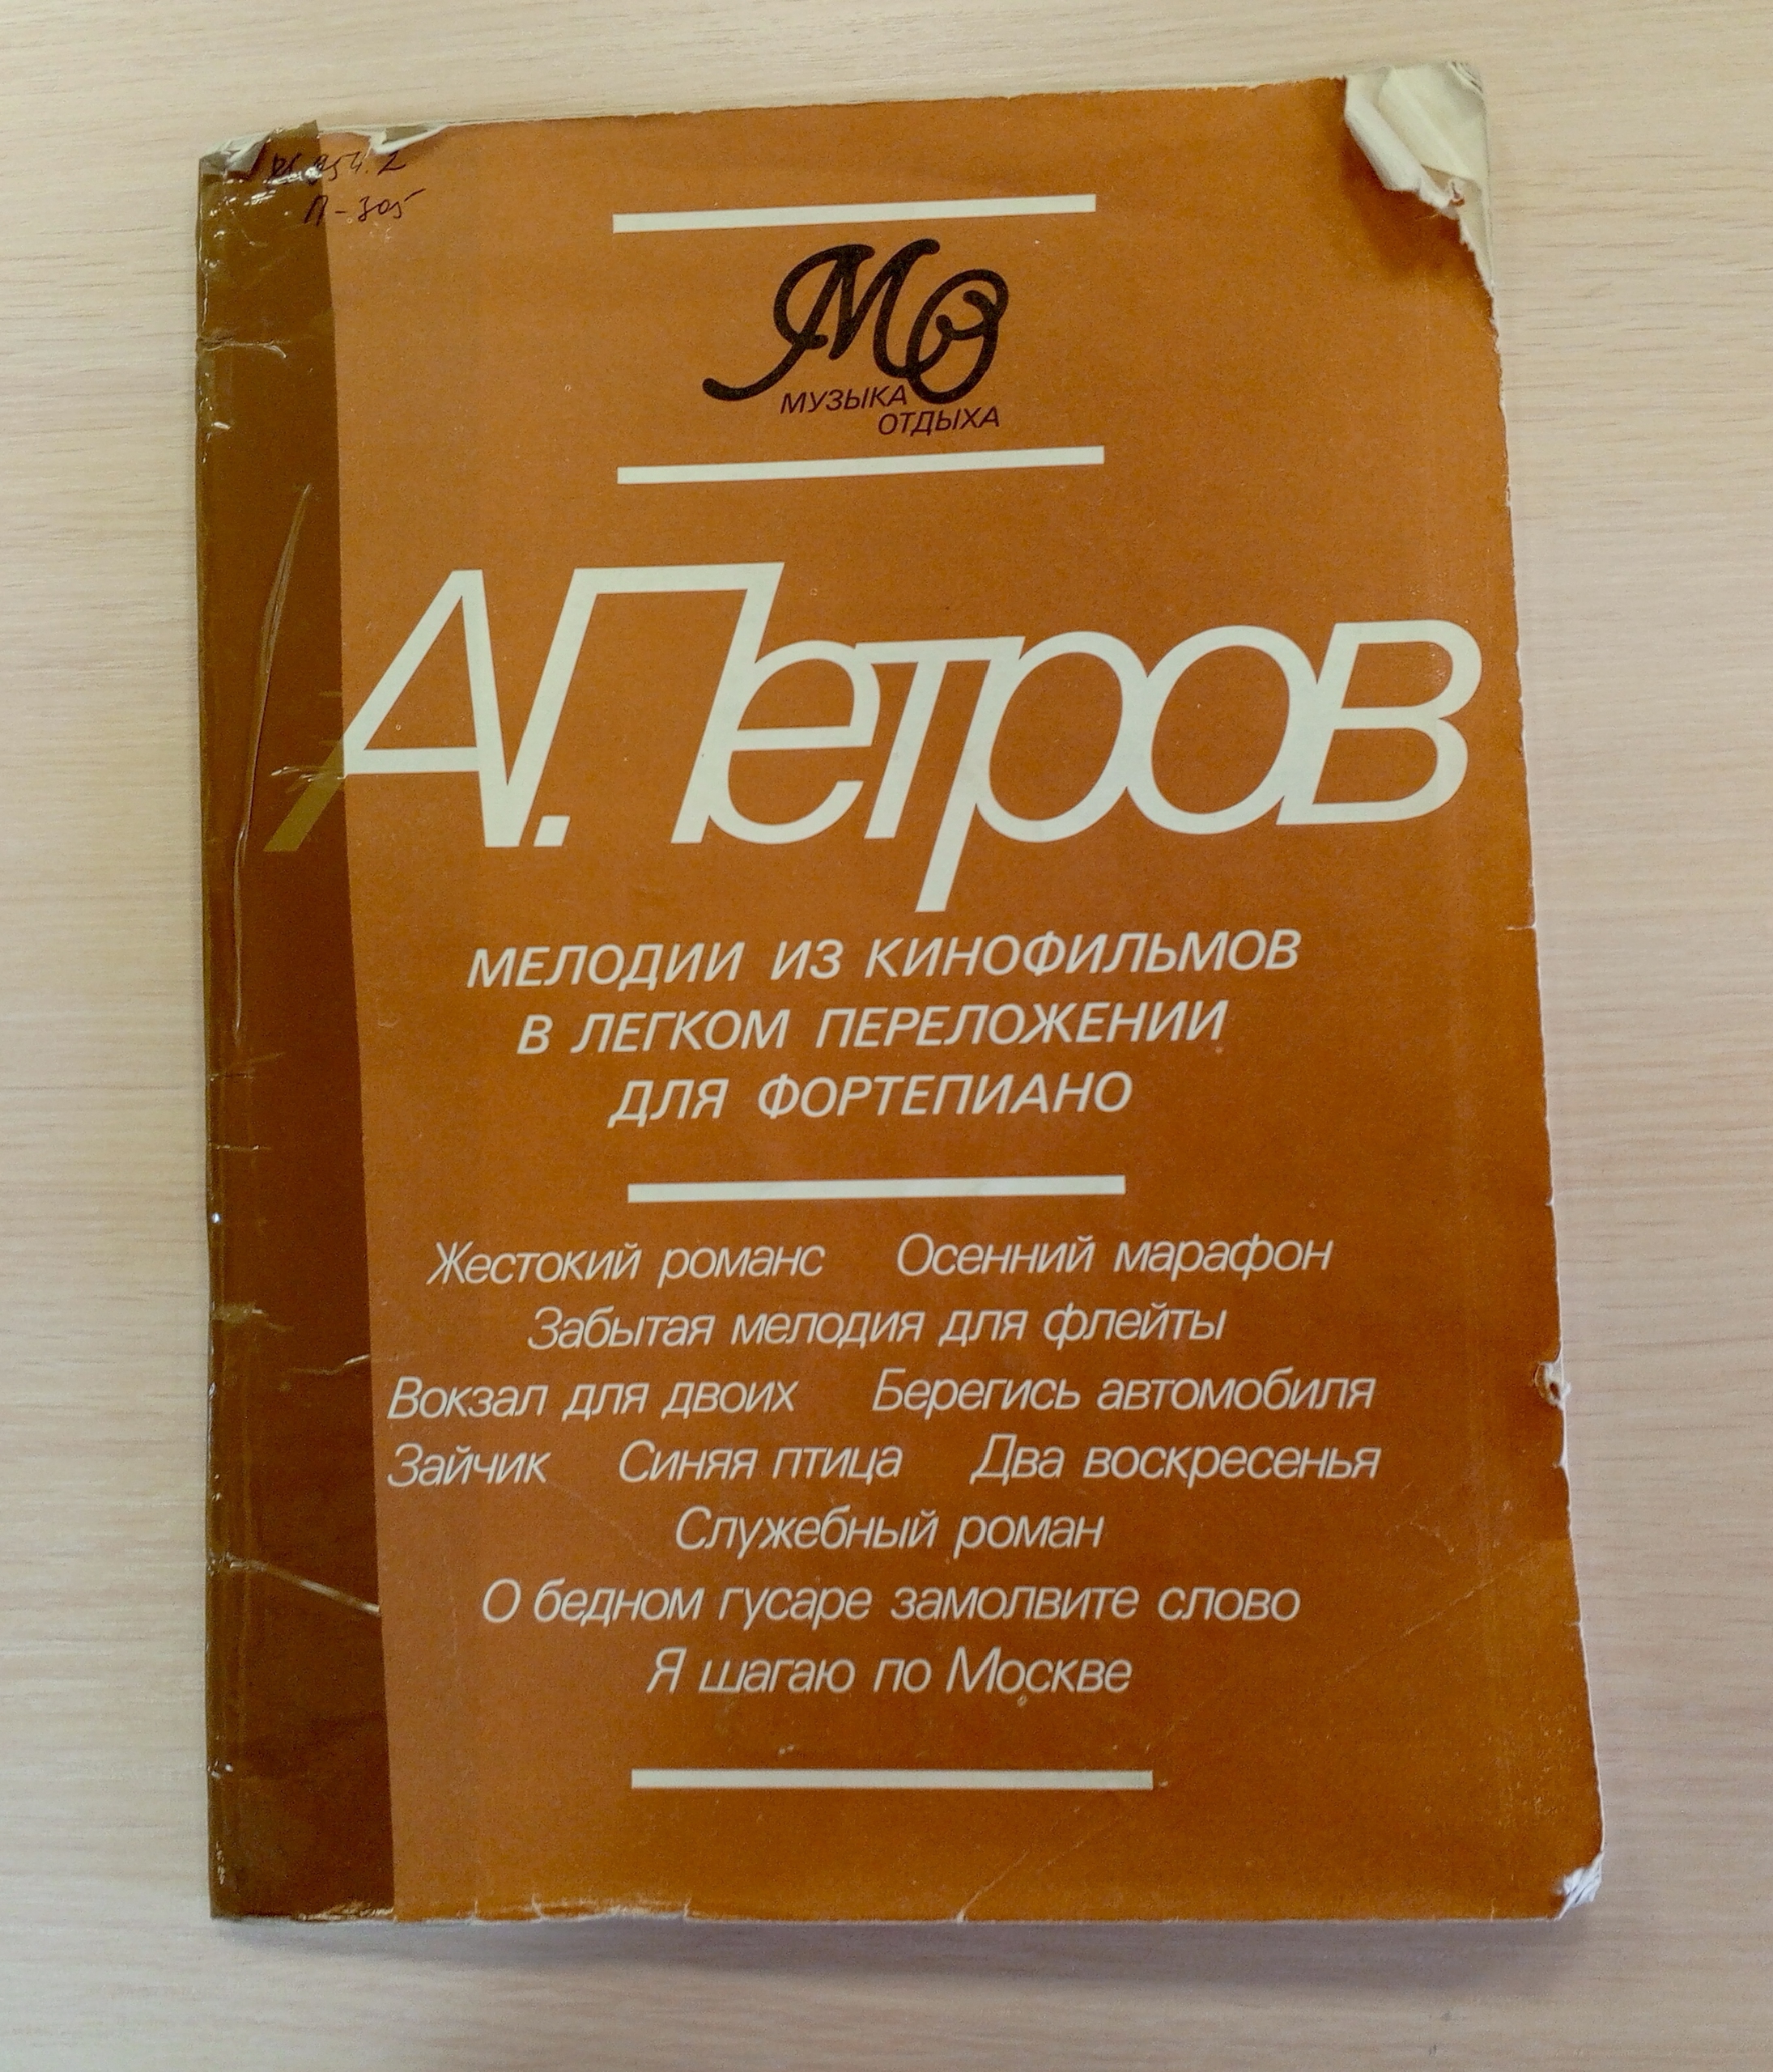 П-305
МО
МУЗЫКА
ОТДЫХА
А.Петров
МЕЛОДИИ ИЗ КИНОФИЛЬМОВ
В ЛЕГКОМ ПЕРЕЛОЖЕНИИ
ДЛЯ ФОРТЕПИАНО
Жестокий романс Осенний марафон
Забытая мелодия для флейты
Вокзал для двоих Берегись автомобиля
Зайчик Синяя птица Два воскресенья
Служебный роман
О бедном гусаре замолвите слово
Я шагаю по Москве